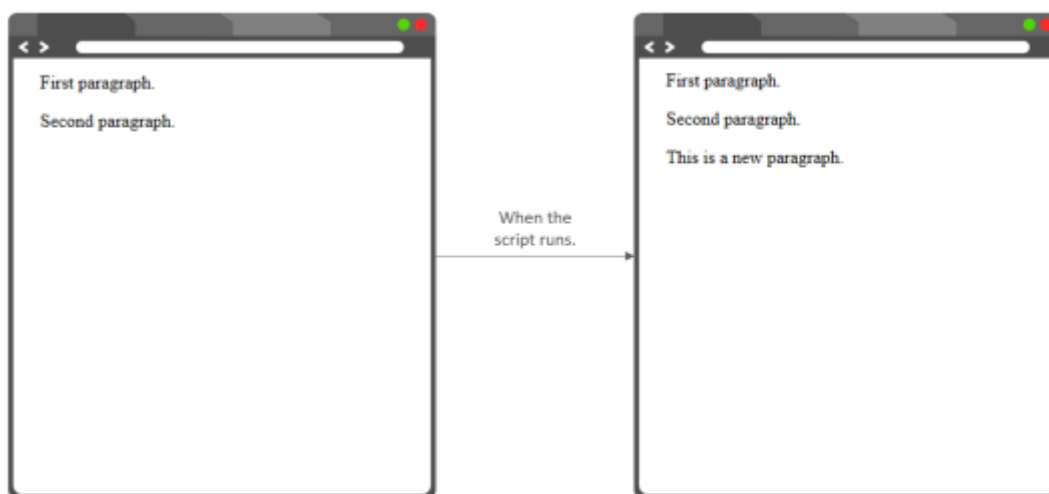 First paragraph.
Second paragraph.
When the
script runs.
First paragraph.
Second paragraph.
This is a new paragraph.